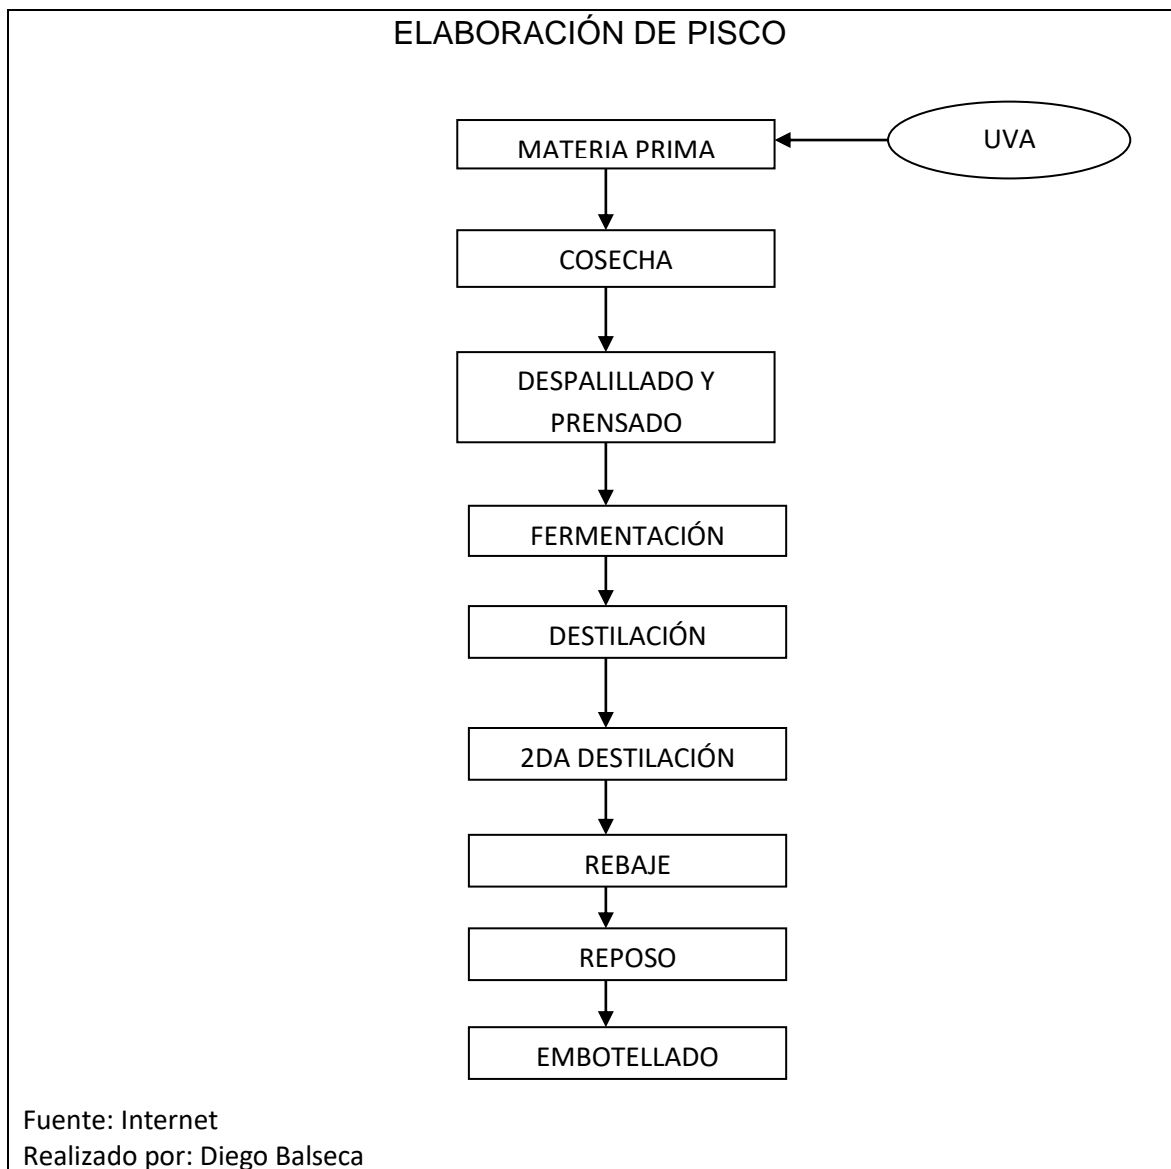 ELABORACIÓN DE PISCO
MATERIA PRIMA
UVA
COSECHA
DESPALILLADO Y
PRENSADO
FERMENTACIÓN
DESTILACIÓN
2DA DESTILACIÓN
REBAJE
REPOSO
EMBOTELLADO
Fuente: Internet
Realizado por: Diego Balseca